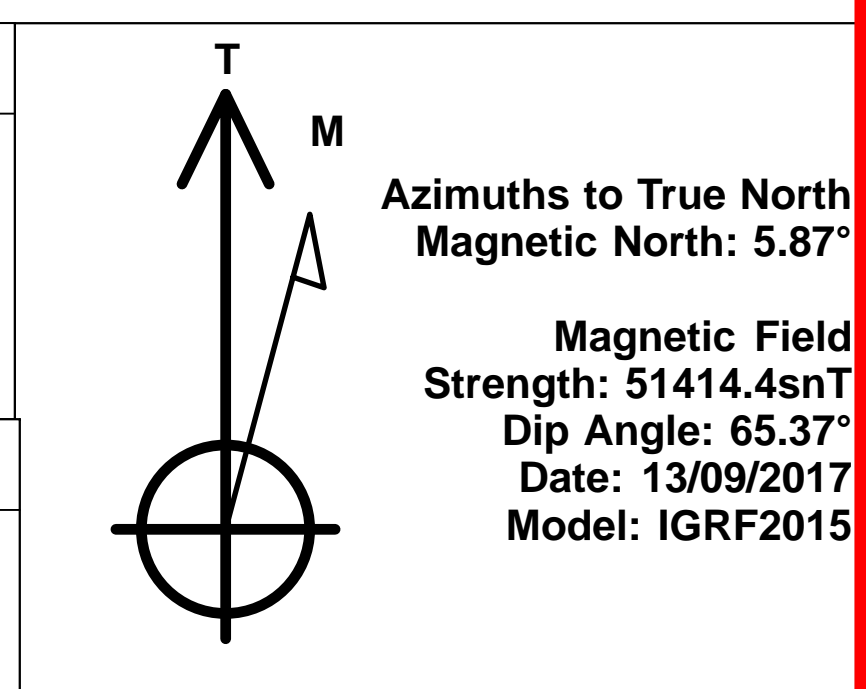 T
M
Azimuths to True North
Magnetic North: 5.87°
Magnetic Field
Strength: 51414.4snT
Dip Angle: 65.37°
Date: 13/09/2017
Model: IGRF2015